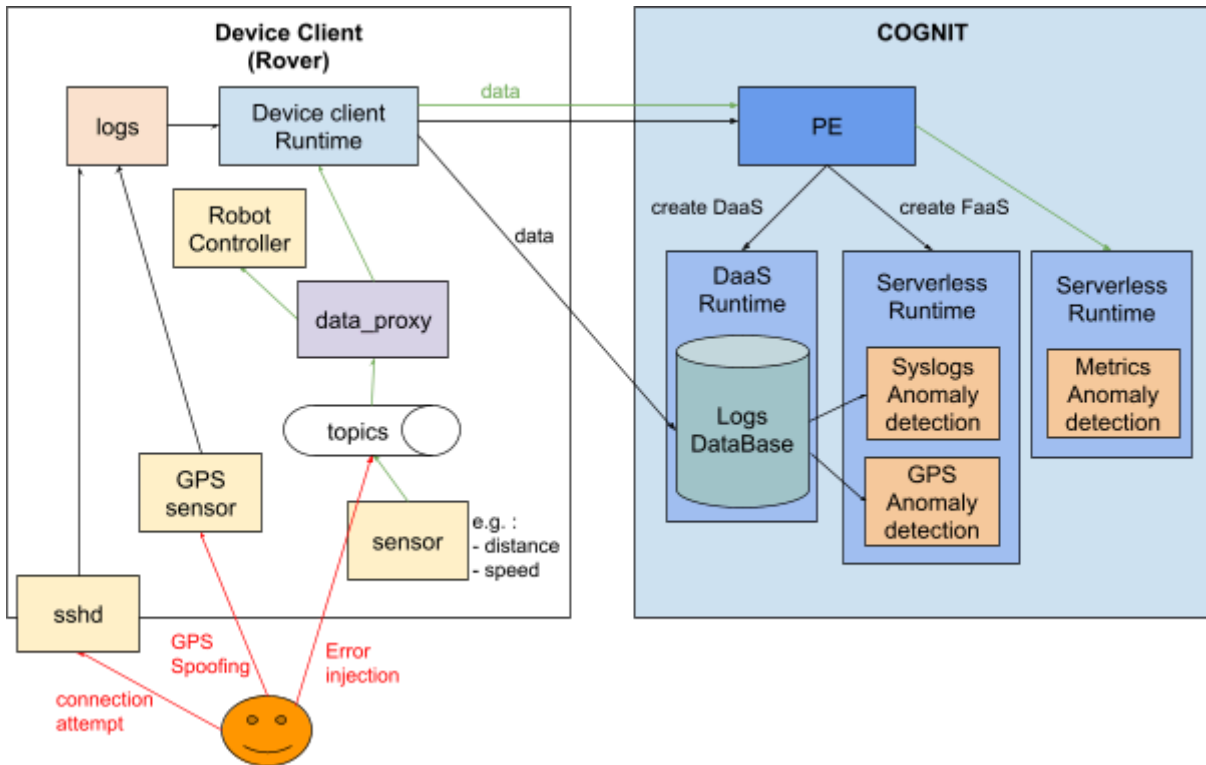 Device Client
(Rover)
COGNIT
logs
Device client
Runtime
data
PE
Robot
Controller
create DaaS
create FaaS
data
data_proxy
DaaS
Runtime
Serverless
Runtime
Serverless
Runtime
topics
Logs
DataBase
Syslogs
Anomaly
detection
Metrics
Anomaly
detection
GPS
sensor
GPS
Anomaly
detection
sensor
e.g. :
- distance
- speed
sshd
GPS
Spoofing
Error
injection
connection
attempt